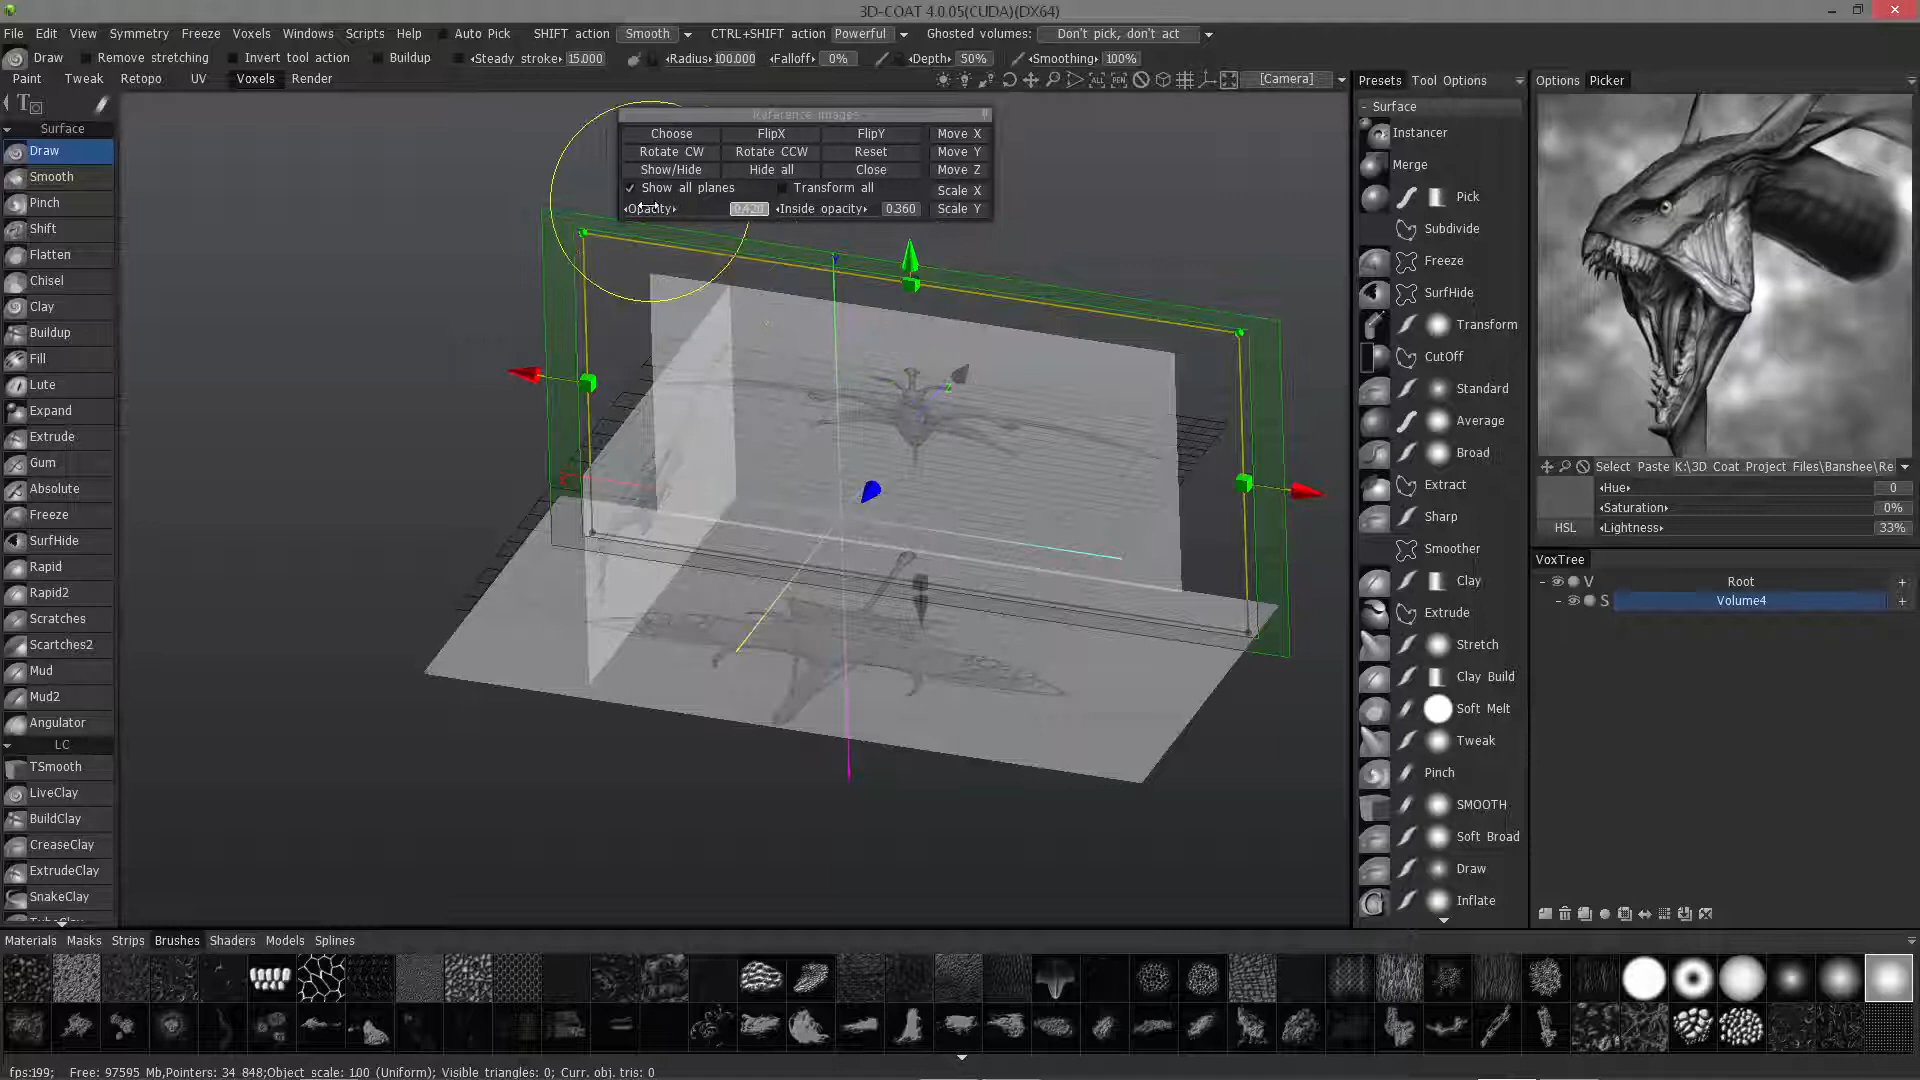 3D-COAT 4.0.05(CUDA)(DX64)
File Edit View Symmetry Freeze Voxels Windows Scripts Help Auto Pick SHIFT action Smooth CTRL+SHIFT action Powerful Ghosted volumes: Don't pick, don't act
Draw Remove stretching Invert tool action Buildup Steady stroke 15.000 Radius 100.000 Falloff 0% Depth 50% Smoothing 100%
Paint Tweak Retopo UV Voxels Render
[Camera]
Surface
Draw
Smooth
Pinch
Shift
Flatten
Chisel
Clay
Buildup
Fill
Lute
Expand
Extrude
Gum
Absolute
Freeze
SurfHide
Rapid
Rapid2
Scratches
Scartches2
Mud
Mud2
Angulator
LC
TSmooth
LiveClay
BuildClay
CreaseClay
ExtrudeClay
SnakeClay
Reference images
Choose FlipX FlipY Move X
Rotate CW Rotate CCW Reset Move Y
Show/Hide Hide all Close Move Z
Show all planes Transform all Scale X
Opacity 0.420 Inside opacity 0.360 Scale Y
Presets Tool Options
- Surface
Instancer
Merge
Pick
Subdivide
Freeze
SurfHide
Transform
CutOff
Standard
Average
Broad
Extract
Sharp
Smoother
Clay
Extrude
Stretch
Clay Build
Soft Melt
Tweak
Pinch
SMOOTH
Soft Broad
Draw
Inflate
Options Picker
Select Paste K:\3D Coat Project Files\Banshee\Re
Hue 0
Saturation 0%
HSL Lightness 33%
VoxTree
- V Root +
- S Volume4 +
Materials Masks Strips Brushes Shaders Models Splines
fps:199; Free: 97595 Mb,Pointers: 34 848;Object scale: 1.00 (Uniform); Visible triangles: 0; Curr. obj. tris: 0